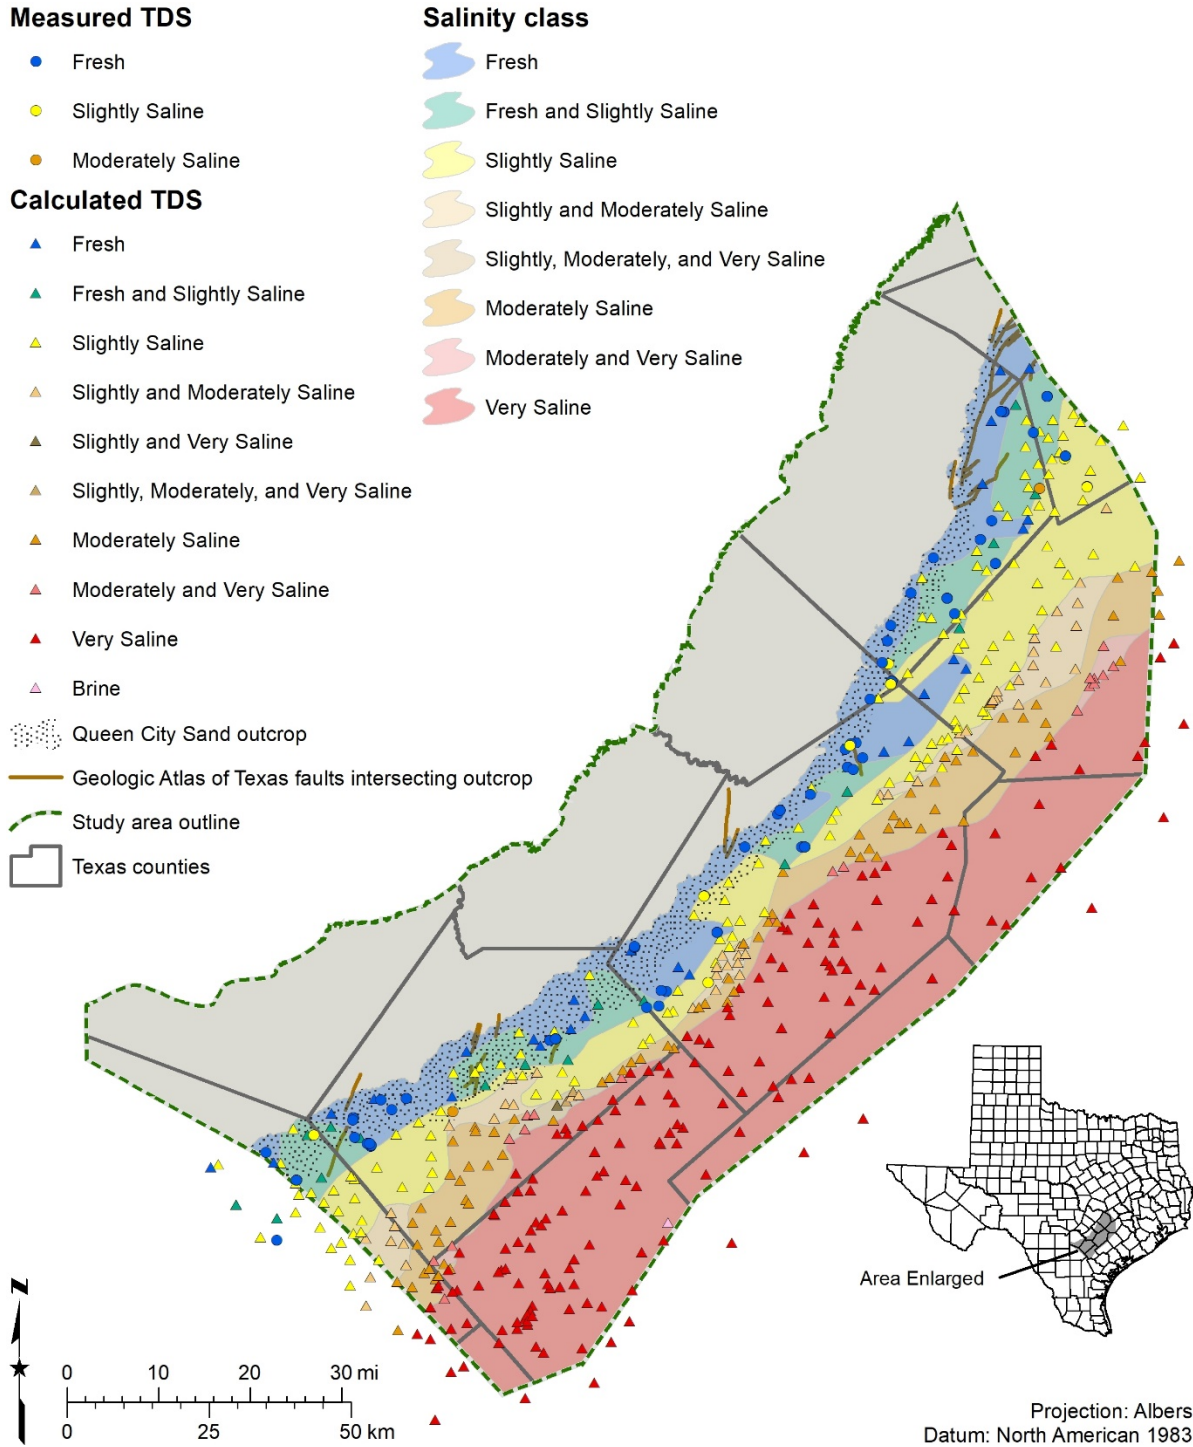 Measured TDS
Fresh
Slightly Saline
Moderately Saline
Calculated TDS
Fresh
Fresh and Slightly Saline
Slightly Saline
Slightly and Moderately Saline
Slightly and Very Saline
Slightly, Moderately, and Very Saline
Moderately Saline
Moderately and Very Saline
Very Saline
Brine
Queen City Sand outcrop
Geologic Atlas of Texas faults intersecting outcrop
Study area outline
Texas counties
Salinity class
Fresh
Fresh and Slightly Saline
Slightly Saline
Slightly and Moderately Saline
Slightly, Moderately, and Very Saline
Moderately Saline
Moderately and Very Saline
Very Saline
Area Enlarged
N
0 10 20 30 mi
0 25 50 km
Projection: Albers
Datum: North American 1983